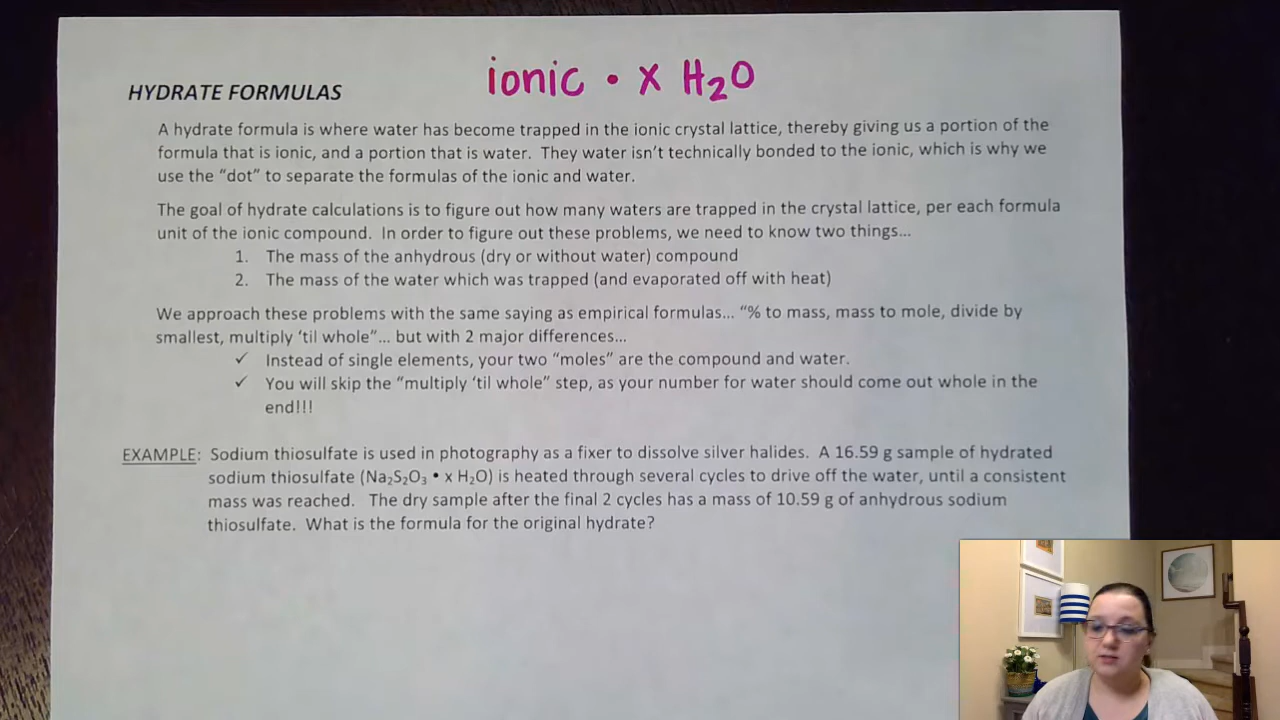 ionic • x H₂O
HYDRATE FORMULAS
A hydrate formula is where water has become trapped in the ionic crystal lattice, thereby giving us a portion of the
formula that is ionic, and a portion that is water.  They water isn't technically bonded to the ionic, which is why we
use the “dot” to separate the formulas of the ionic and water.
The goal of hydrate calculations is to figure out how many waters are trapped in the crystal lattice, per each formula
unit of the ionic compound.  In order to figure out these problems, we need to know two things…
1. The mass of the anhydrous (dry or without water) compound
2. The mass of the water which was trapped (and evaporated off with heat)
We approach these problems with the same saying as empirical formulas… “% to mass, mass to mole, divide by
smallest, multiply ‘til whole”… but with 2 major differences…
✓ Instead of single elements, your two “moles” are the compound and water.
✓ You will skip the “multiply ‘til whole” step, as your number for water should come out whole in the
end!!!
EXAMPLE:  Sodium thiosulfate is used in photography as a fixer to dissolve silver halides.  A 16.59 g sample of hydrated
sodium thiosulfate (Na₂S₂O₃ • x H₂O) is heated through several cycles to drive off the water, until a consistent
mass was reached.  The dry sample after the final 2 cycles has a mass of 10.59 g of anhydrous sodium
thiosulfate.  What is the formula for the original hydrate?